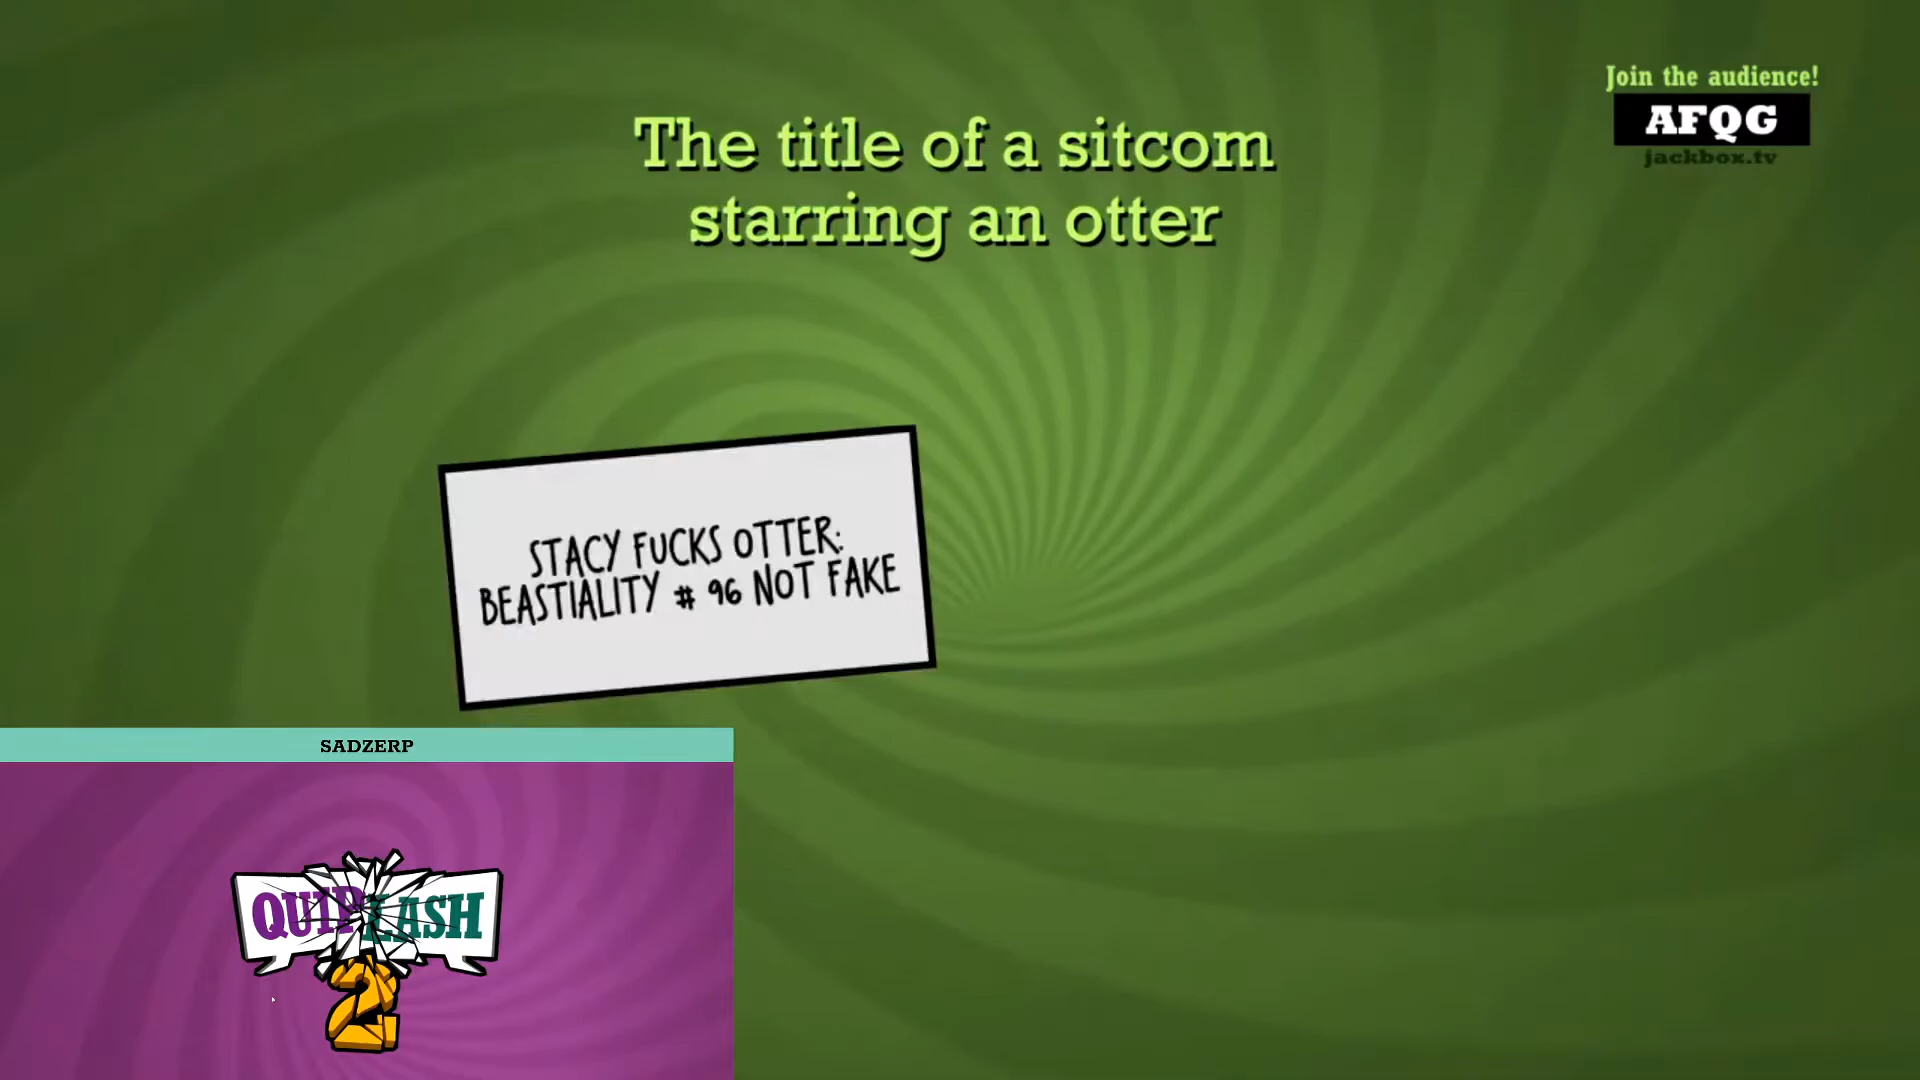 Join the audience!
AFQG
jackbox.tv
The title of a sitcom
starring an otter
STACY FUCKS OTTER:
BEASTIALITY # 96 NOT FAKE
SADZERP
QUIPLASH
2